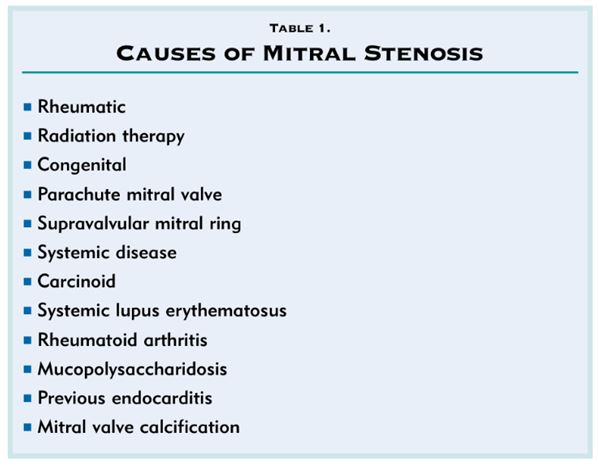 TABLE 1.
CAUSES OF MITRAL STENOSIS
■ Rheumatic
■ Radiation therapy
■ Congenital
■ Parachute mitral valve
■ Supravalvular mitral ring
■ Systemic disease
■ Carcinoid
■ Systemic lupus erythematosus
■ Rheumatoid arthritis
■ Mucopolysaccharidosis
■ Previous endocarditis
■ Mitral valve calcification